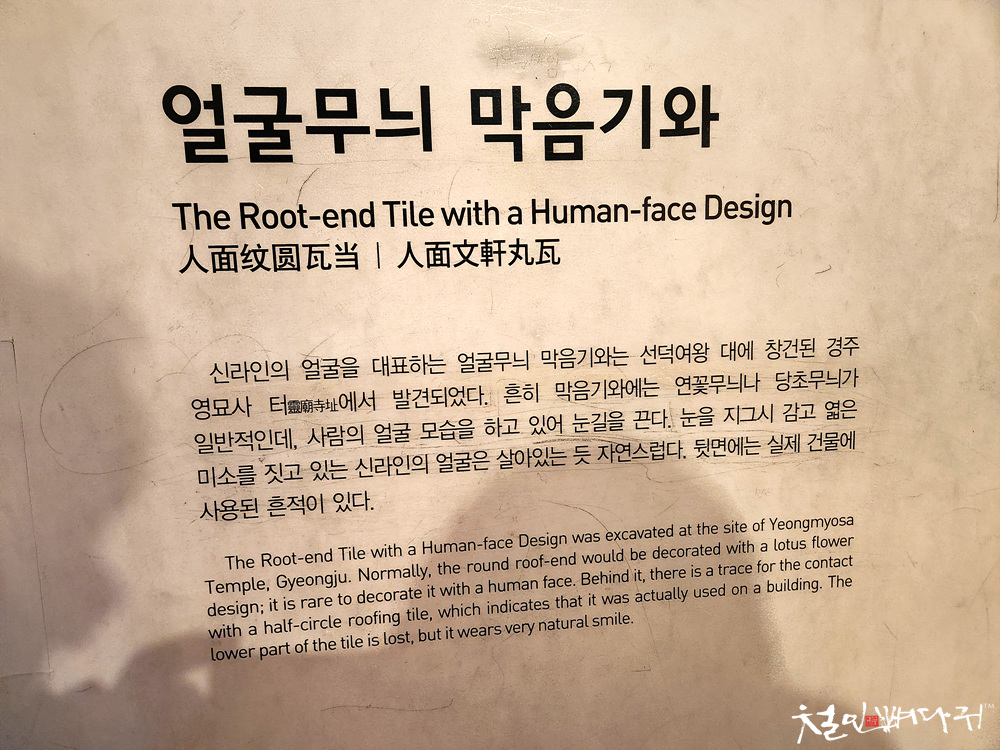 얼굴무늬 막음기와
The Root-end Tile with a Human-face Design
人面纹圆瓦当 | 人面文軒丸瓦
신라인의 얼굴을 대표하는 얼굴무늬 막음기와는 선덕여왕 대에 창건된 경주
영묘사 터靈廟寺址에서 발견되었다. 흔히 막음기와에는 연꽃무늬나 당초무늬가
일반적인데, 사람의 얼굴 모습을 하고 있어 눈길을 끈다. 눈을 지그시 감고 엷은
미소를 짓고 있는 신라인의 얼굴은 살아있는 듯 자연스럽다. 뒷면에는 실제 건물에
사용된 흔적이 있다.
The Root-end Tile with a Human-face Design was excavated at the site of Yeongmyosa
Temple, Gyeongju. Normally, the round roof-end would be decorated with a lotus flower
design; it is rare to decorate it with a human face. Behind it, there is a trace for the contact
with a half-circle roofing tile, which indicates that it was actually used on a building. The
lower part of the tile is lost, but it wears very natural smile.